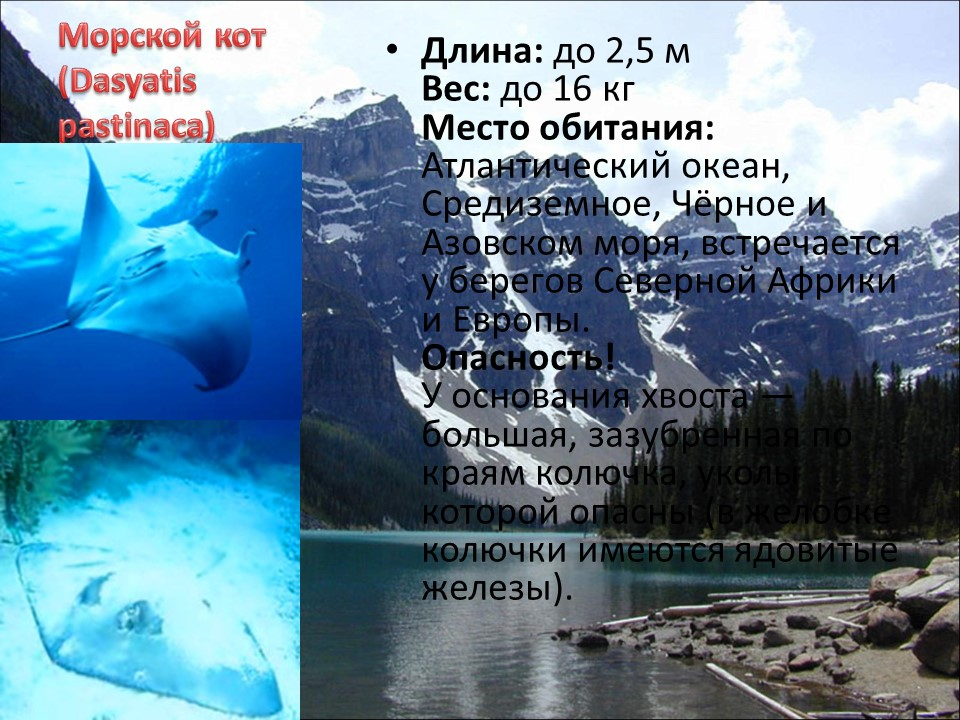 Морской кот
(Dasyatis
pastinaca)
• Длина: до 2,5 м
Вес: до 16 кг
Место обитания:
Атлантический океан,
Средиземное, Чёрное и
Азовском моря, встречается
у берегов Северной Африки
и Европы.
Опасность!
У основания хвоста —
большая, зазубренная по
краям колючка, уколы
которой опасны (в желобке
колючки имеются ядовитые
железы).